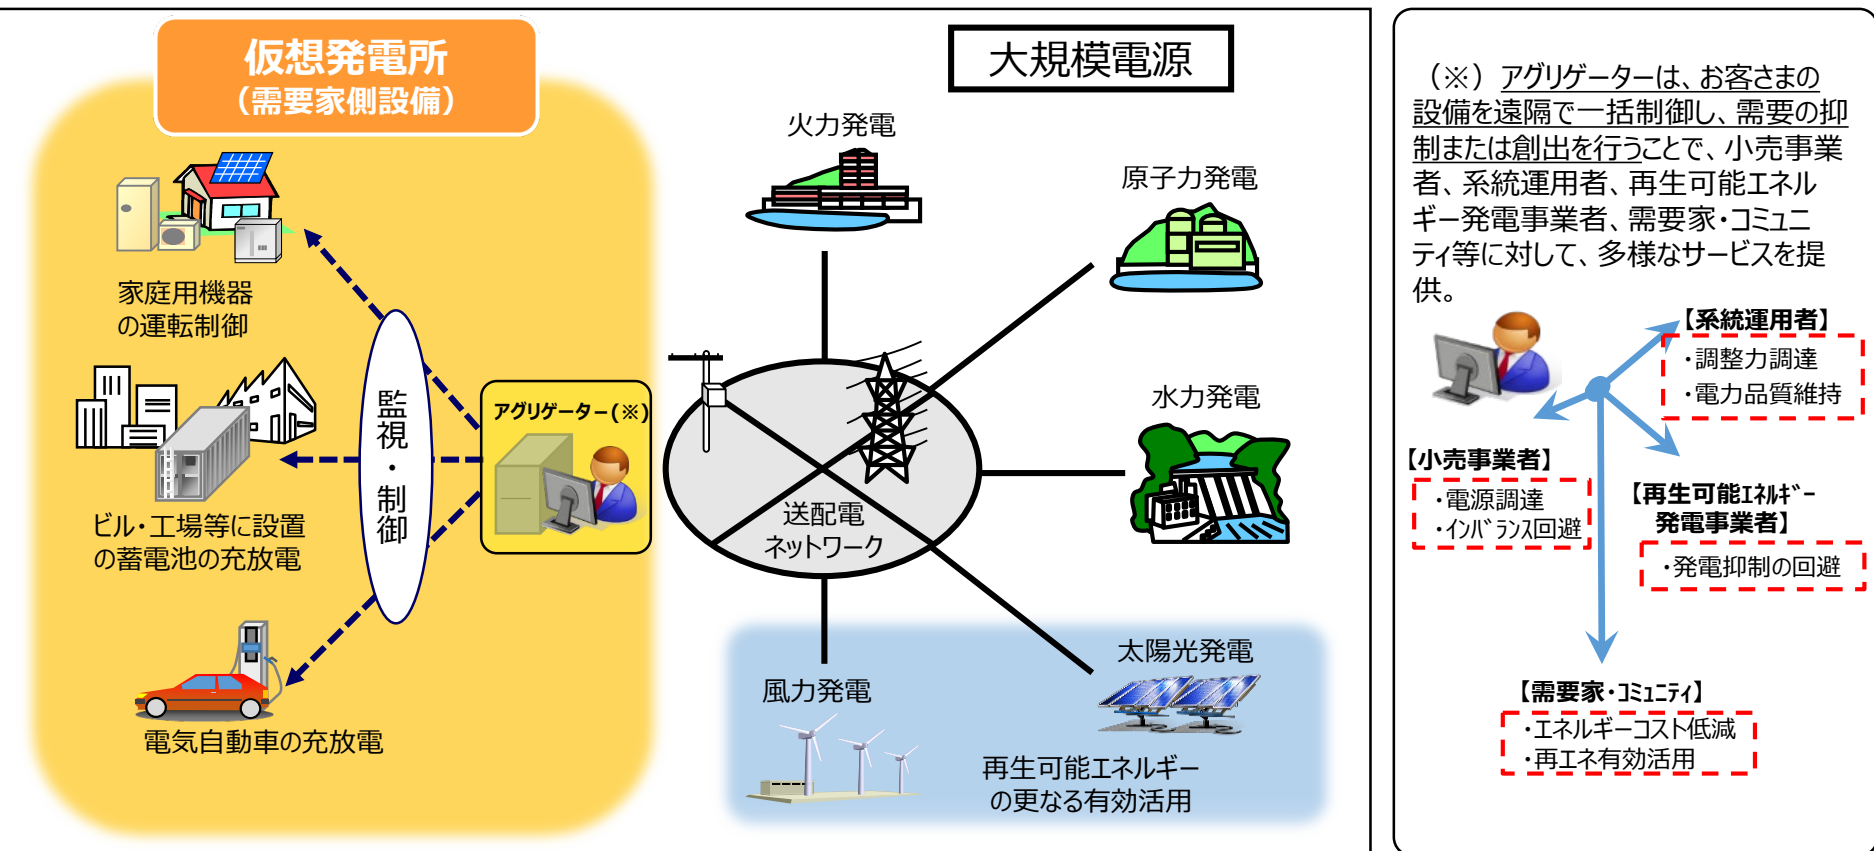 仮想発電所
（需要家側設備）
家庭用機器
の運転制御
ビル・工場等に設置
の蓄電池の充放電
電気自動車の充放電
監視・制御
アグリゲーター(※)
大規模電源
火力発電
原子力発電
水力発電
送配電
ネットワーク
風力発電
太陽光発電
再生可能エネルギー
の更なる有効活用
（※）アグリゲーターは、お客さまの
設備を遠隔で一括制御し、需要の抑
制または創出を行うことで、小売事業
者、系統運用者、再生可能エネル
ギー発電事業者、需要家・コミュニ
ティ等に対して、多様なサービスを提
供。
【系統運用者】
・調整力調達
・電力品質維持
【小売事業者】
・電源調達
・インバランス回避
【再生可能エネルギー
発電事業者】
・発電抑制の回避
【需要家・コミュニティ】
・エネルギーコスト低減
・再エネ有効活用